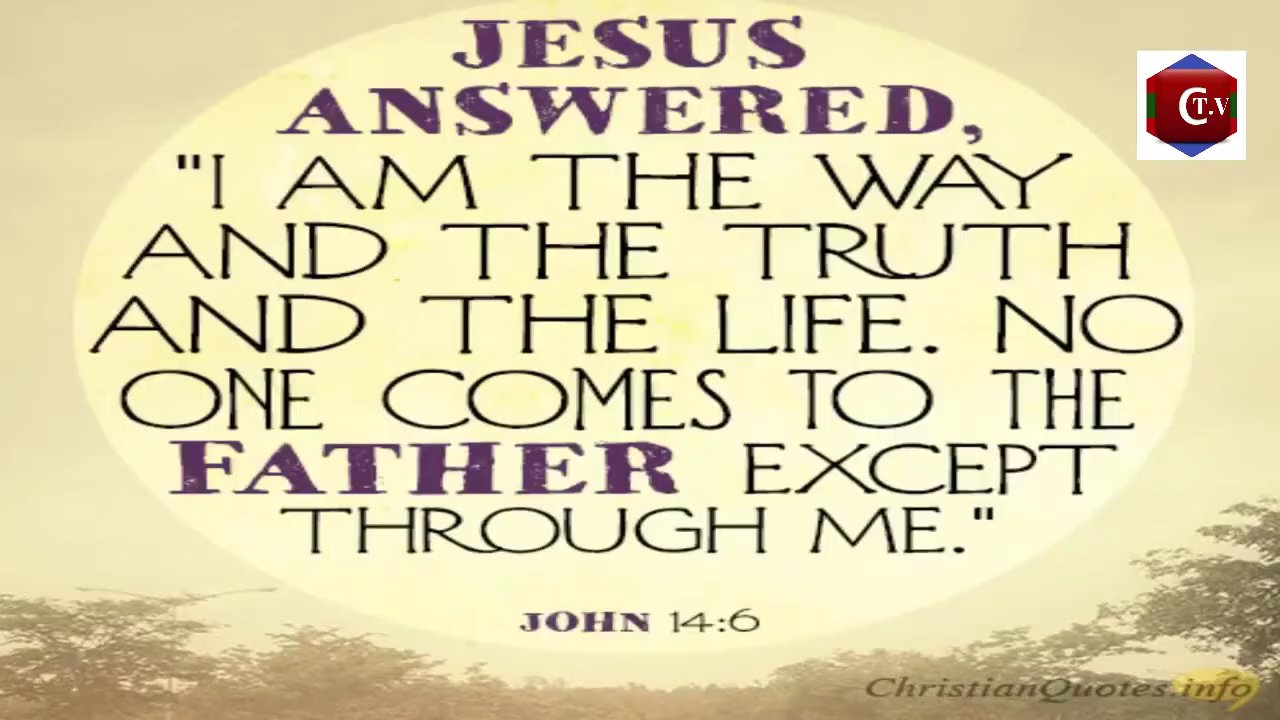 JESUS
ANSWERED,
"I AM THE WAY
AND THE TRUTH
AND THE LIFE. NO
ONE COMES TO THE
FATHER EXCEPT
THROUGH ME."
JOHN 14:6
CT.V
ChristianQuotes.info